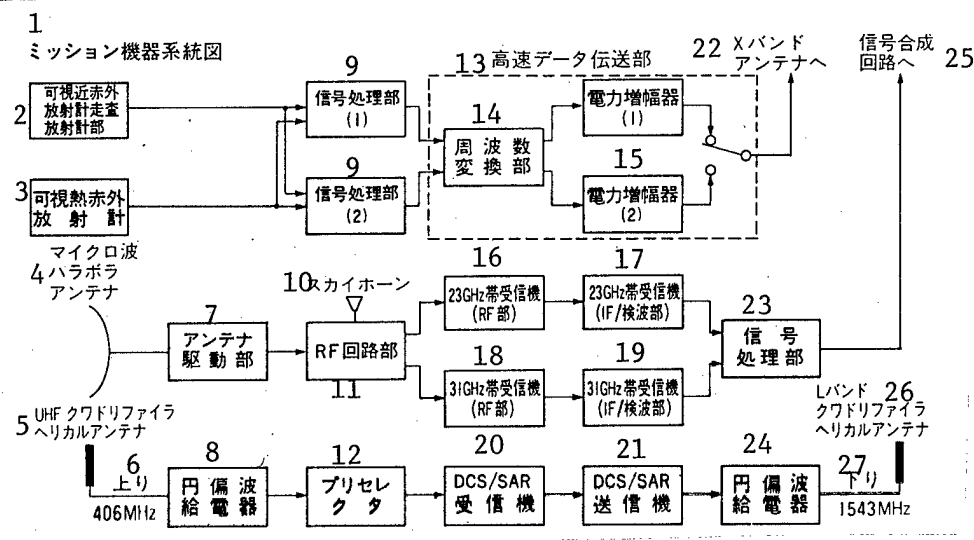 1
ミッション機器系統図
2
可視近赤外
放射計走査
放射計部
3
可視熱赤外
放射計
9
信号処理部
(1)
9
信号処理部
(2)
13 高速データ伝送部
14
周波数
変換部
電力増幅器
(1)
15
電力増幅器
(2)
22 Xバンド
アンテナへ
信号合成
回路へ 25
マイクロ波
4 ハラボラ
アンテナ
7
アンテナ
駆動部
10 スカイホーン
RF回路部
11
16
23GHz帯受信機
(RF部)
17
23GHz帯受信機
(IF/検波部)
18
31GHz帯受信機
(RF部)
19
31GHz帯受信機
(IF/検波部)
23
信号
処理部
5 UHF クワドリファイラ
ヘリカルアンテナ
6
上り
406MHz
8
円偏波
給電器
12
プリセレ
クタ
20
DCS/SAR
受信機
21
DCS/SAR
送信機
24
円偏波
給電器
Lバンド 26
クワドリファイラ
ヘリカルアンテナ
27
下り
1543MHz